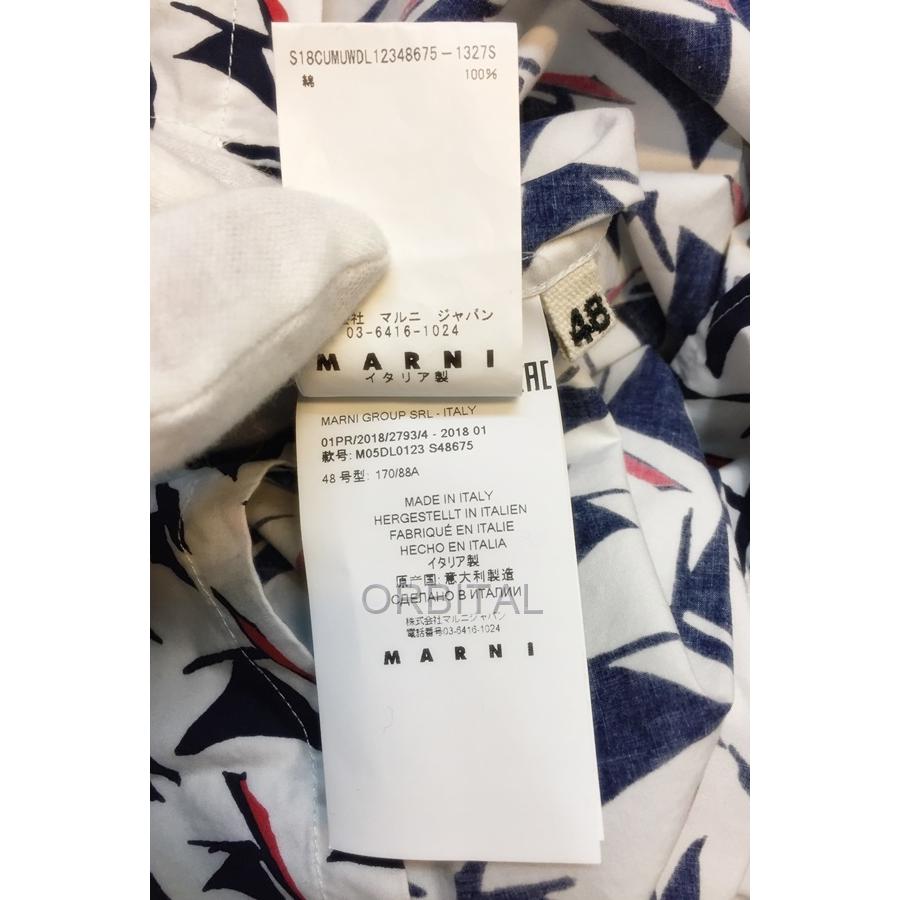 S18CUMUWDL12348675-1327S
綿 100%
マルニ ジャパン
03-6416-1024
MARNI
イタリア製
48
MARNI GROUP SRL - ITALY
01PR/2018/2793/4 - 2018 01
款号: M05DL0123 S48675
48 号型: 170/88A
MADE IN ITALY
HERGESTELLT IN ITALIEN
FABRIQUÉ EN ITALIE
HECHO EN ITALIA
イタリア製
原产国: 意大利製造
СДЕЛАНО В ИТАЛИИ
ORBITAL
株式会社マルニジャパン
電話番号03-6416-1024
MARNI